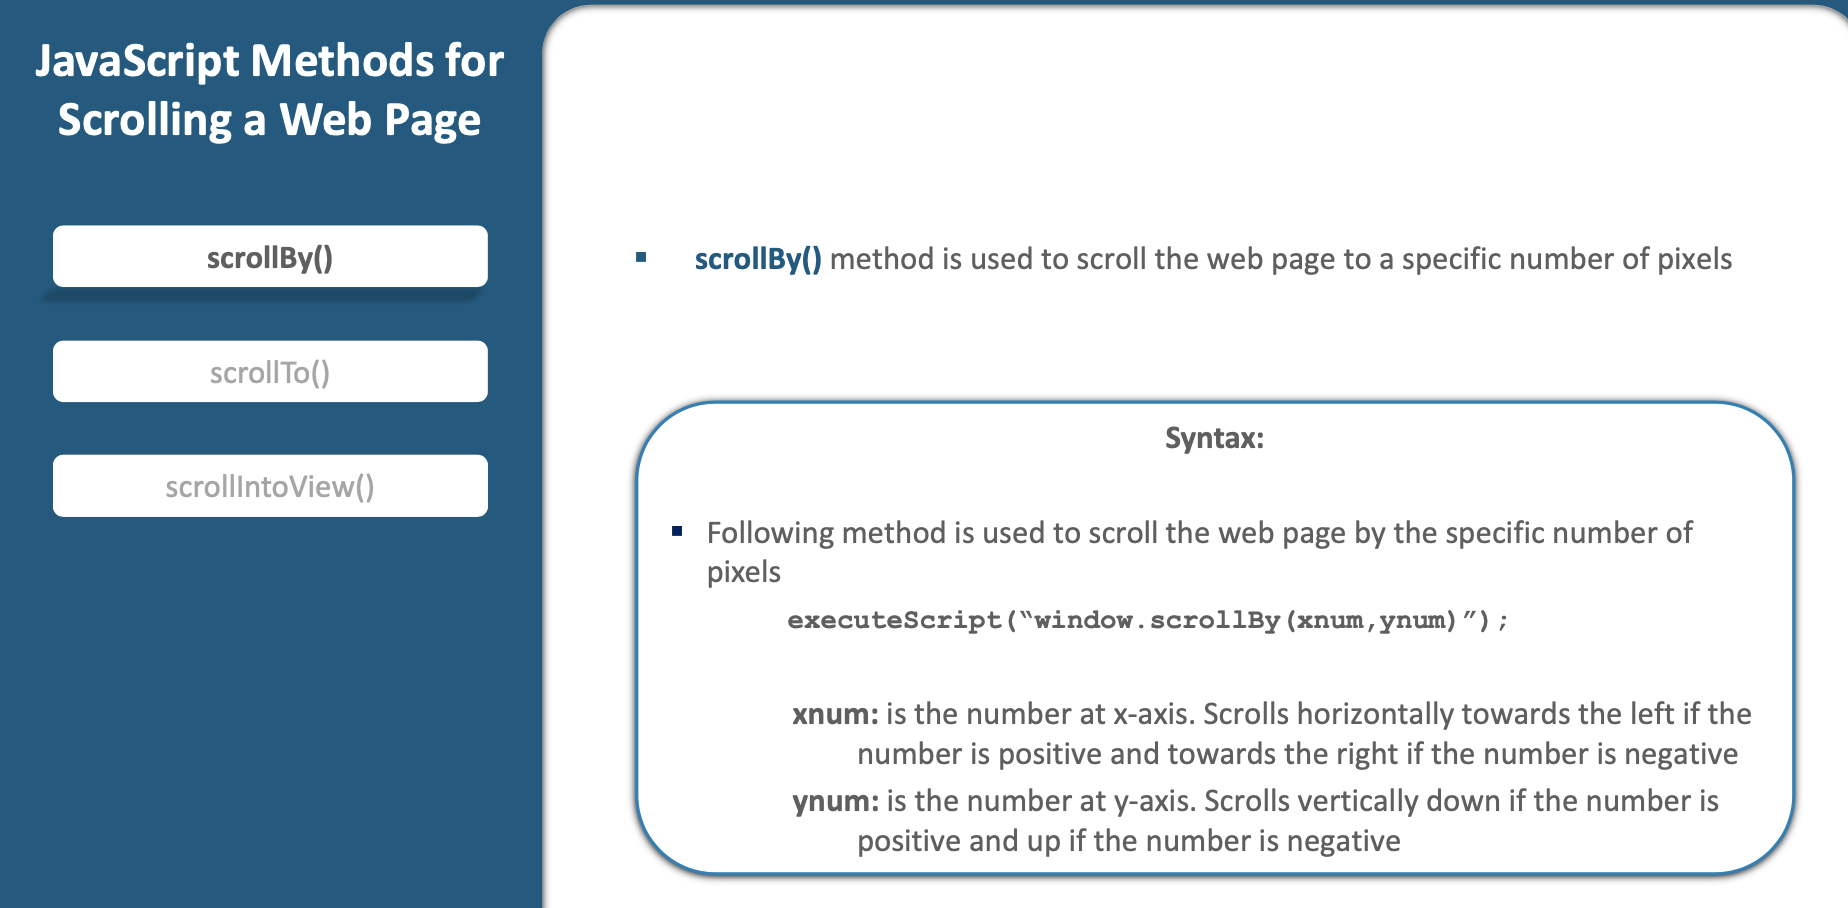 JavaScript Methods for
Scrolling a Web Page
scrollBy()
scrollTo()
scrollIntoView()
▪ scrollBy() method is used to scroll the web page to a specific number of pixels
Syntax:
▪ Following method is used to scroll the web page by the specific number of
pixels
executeScript(“window.scrollBy(xnum,ynum)”);
xnum: is the number at x-axis. Scrolls horizontally towards the left if the
number is positive and towards the right if the number is negative
ynum: is the number at y-axis. Scrolls vertically down if the number is
positive and up if the number is negative